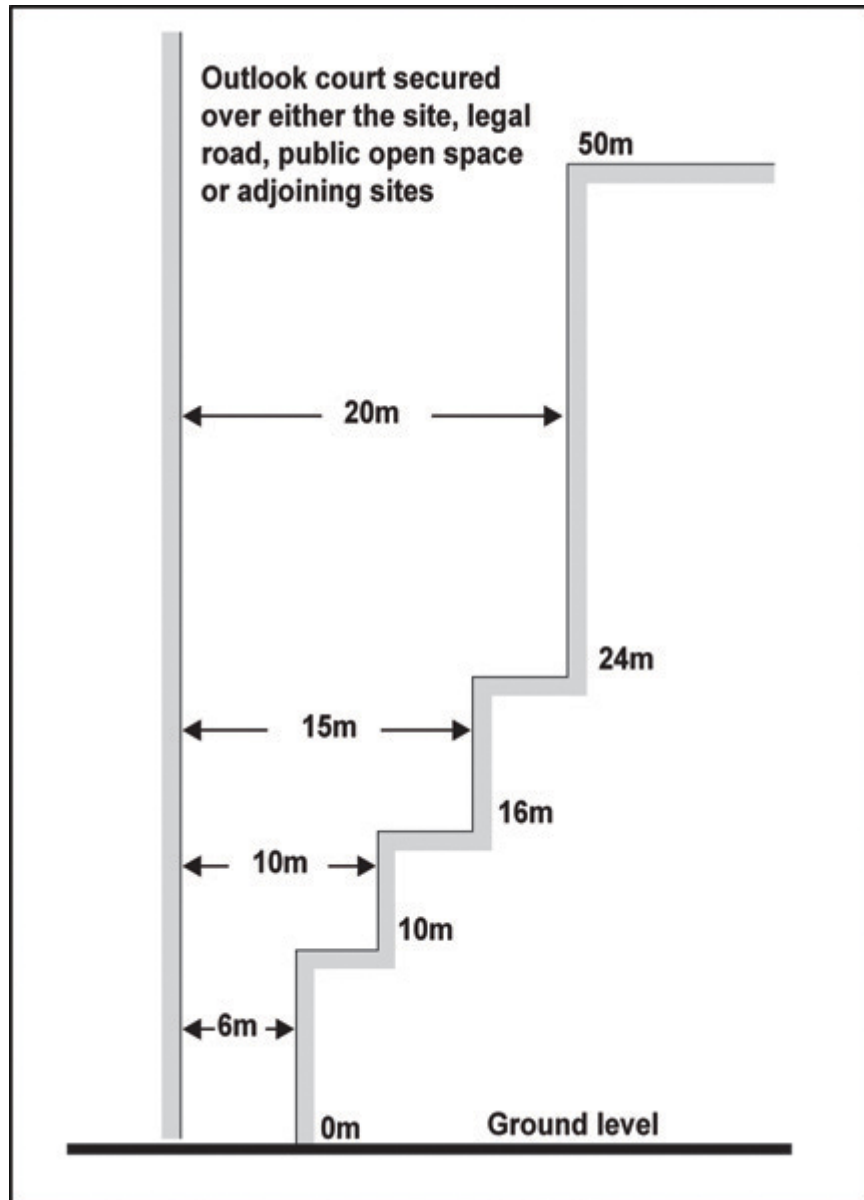 Outlook court secured
over either the site, legal
road, public open space
or adjoining sites
50m
20m
24m
15m
16m
10m
10m
6m
0m
Ground level